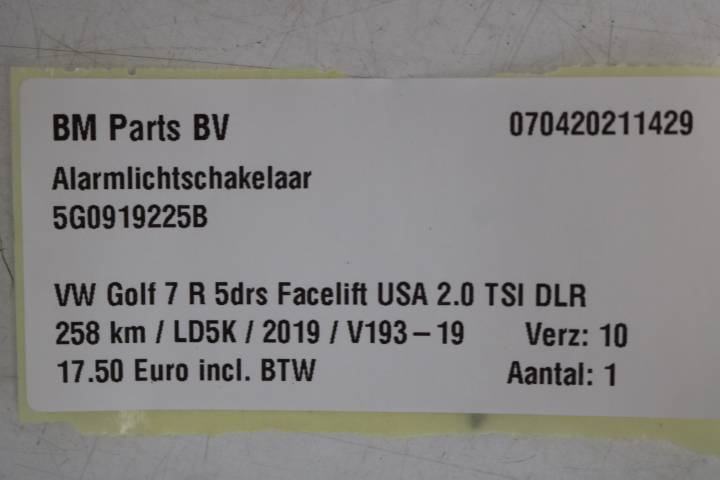 BM Parts BV 070420211429
Alarmlichtschakelaar
5G0919225B
VW Golf 7 R 5drs Facelift USA 2.0 TSI DLR
258 km / LD5K / 2019 / V193-19 Verz: 10
17.50 Euro incl. BTW Aantal: 1